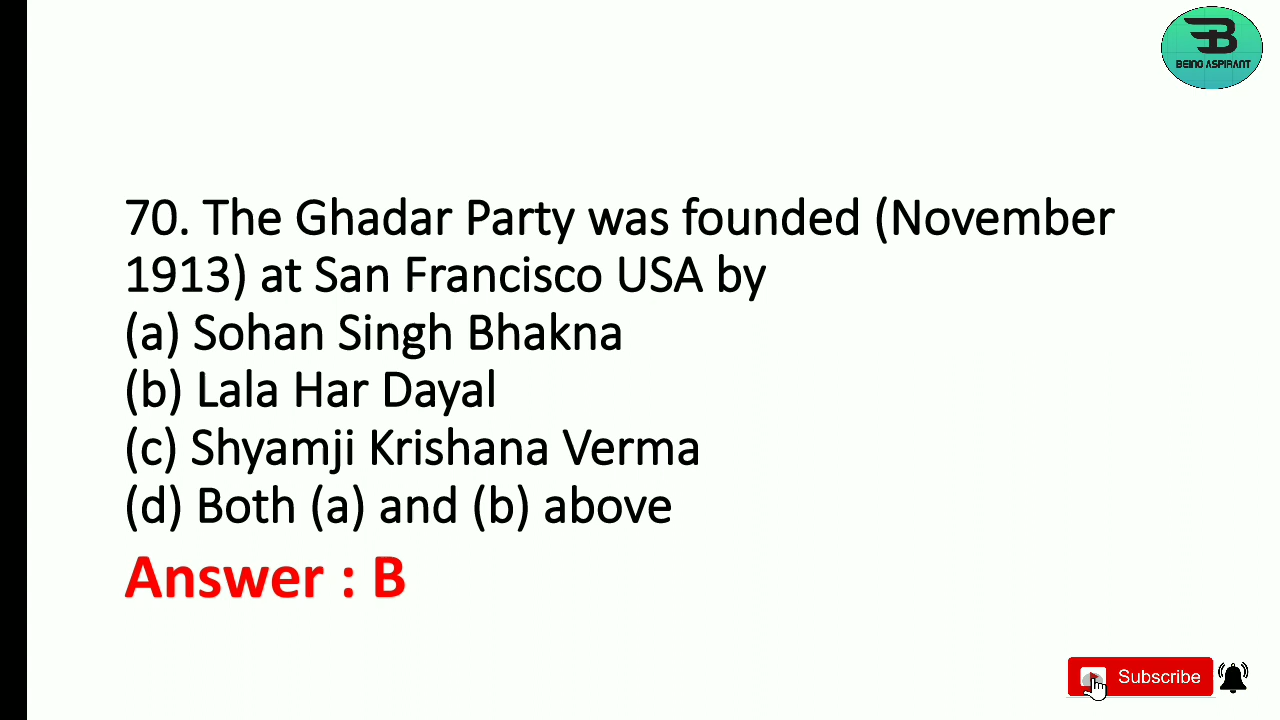 BEING ASPIRANT
70. The Ghadar Party was founded (November
1913) at San Francisco USA by
(a) Sohan Singh Bhakna
(b) Lala Har Dayal
(c) Shyamji Krishana Verma
(d) Both (a) and (b) above
Answer : B
Subscribe